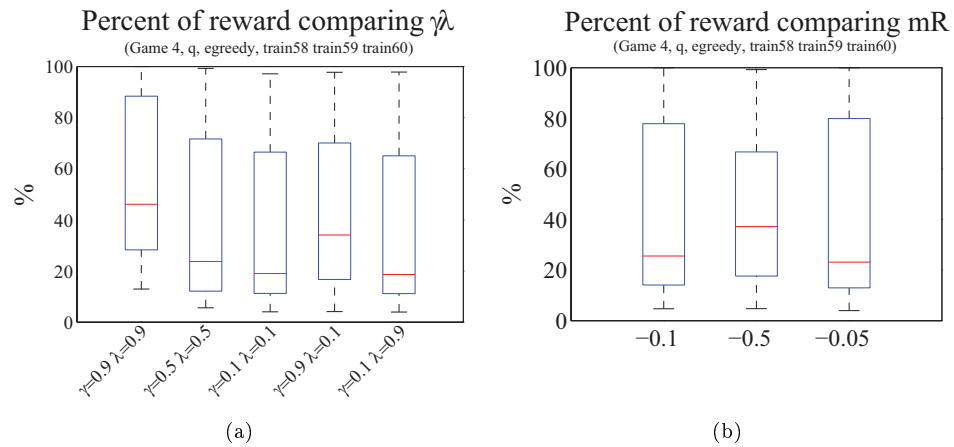 Percent of reward comparing γλ
(Game 4, q, egreedy, train58 train59 train60)
100
80
60
40
20
0
%
γ=0.9 λ=0.9
γ=0.5 λ=0.5
γ=0.1 λ=0.1
γ=0.9 λ=0.1
γ=0.1 λ=0.9
(a)
Percent of reward comparing mR
(Game 4, q, egreedy, train58 train59 train60)
100
80
60
40
20
0
%
−0.1 −0.5 −0.05
(b)